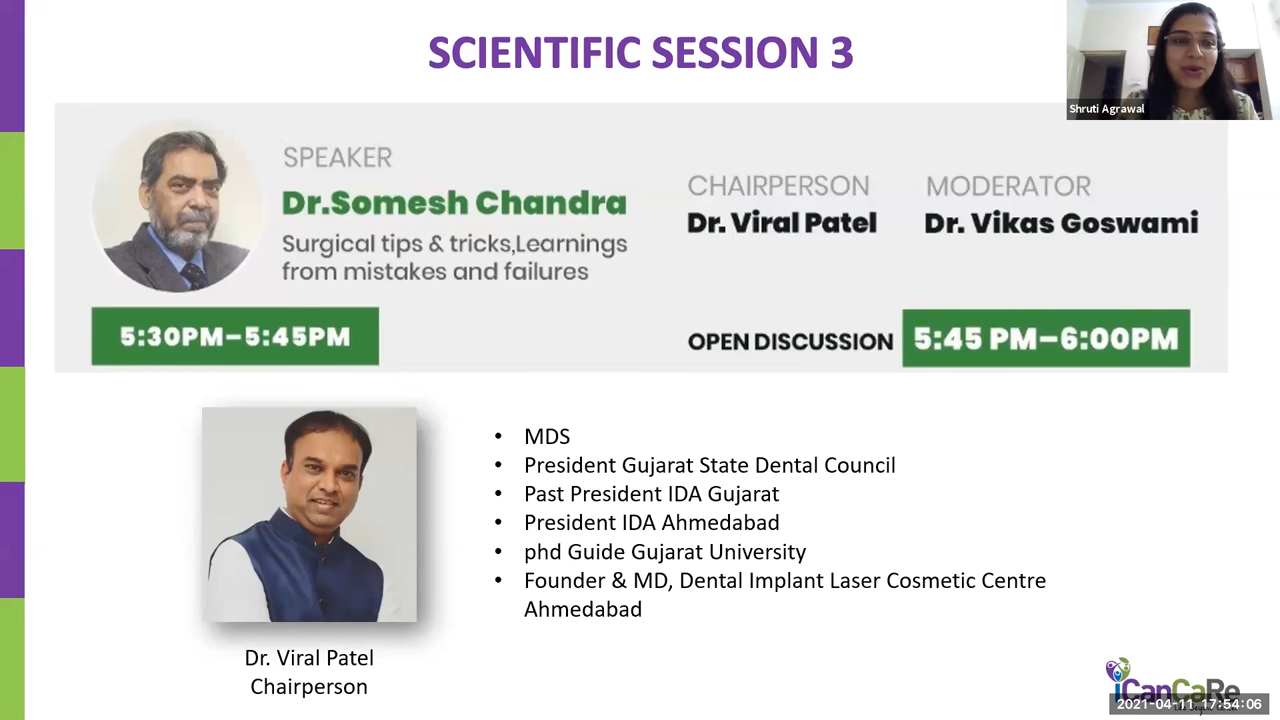 SCIENTIFIC SESSION 3
Shruti Agrawal
SPEAKER
Dr.Somesh Chandra
Surgical tips & tricks,Learnings
from mistakes and failures
5:30PM–5:45PM
CHAIRPERSON
Dr. Viral Patel
MODERATOR
Dr. Vikas Goswami
OPEN DISCUSSION
5:45 PM–6:00PM
• MDS
• President Gujarat State Dental Council
• Past President IDA Gujarat
• President IDA Ahmedabad
• phd Guide Gujarat University
• Founder & MD, Dental Implant Laser Cosmetic Centre
Ahmedabad
Dr. Viral Patel
Chairperson
iCanCaRe
2021-04-11 17:54:06